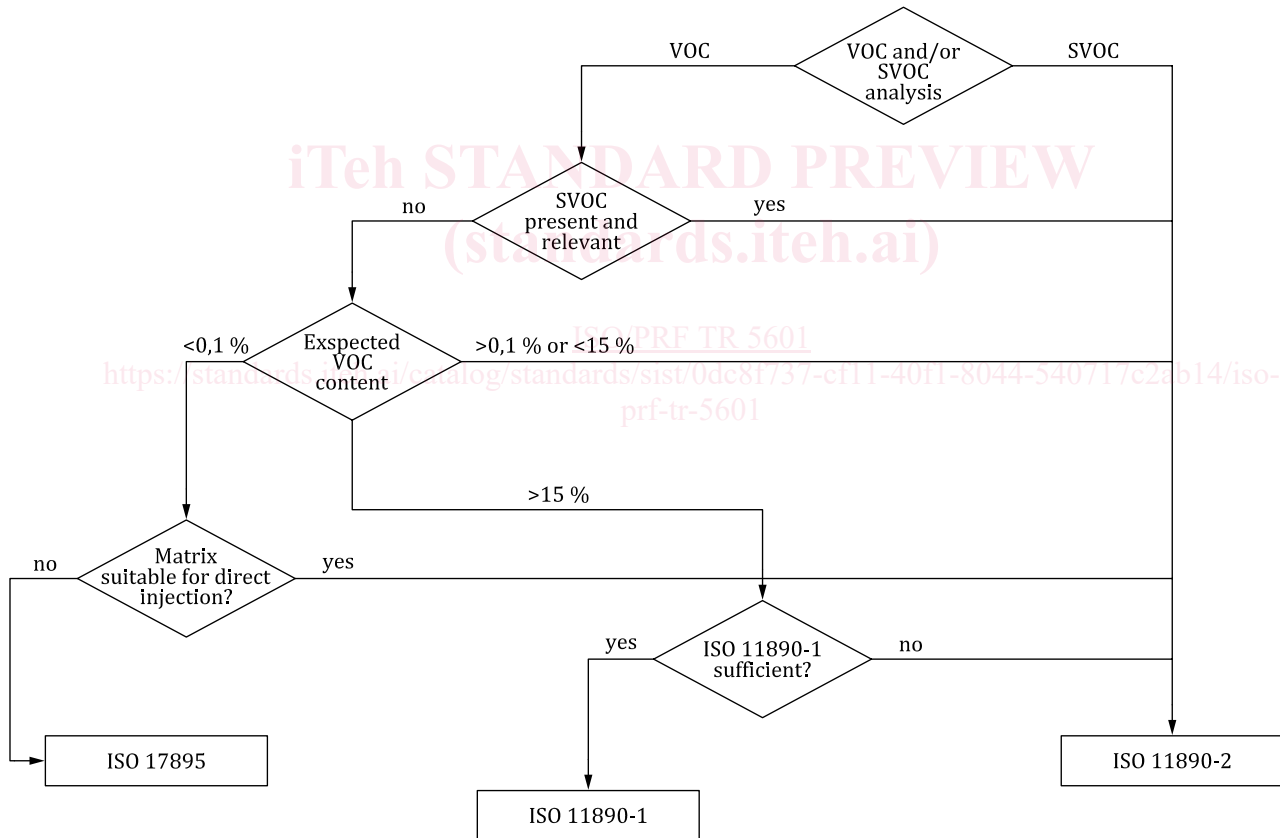 VOC
VOC and/or
SVOC
analysis
SVOC
iTeh STANDARD PREVIEW
(standards.iteh.ai)
no
SVOC
present and
relevant
yes
<0,1 %
Exspected
VOC
content
>0,1 % or <15 %
ISO/PRF TR 5601
https://standards.iteh.ai/catalog/standards/sist/0dc8f737-cf11-40f1-8044-540717c2ab14/iso-
prf-tr-5601
>15 %
no
Matrix
suitable for direct
injection?
yes
yes
ISO 11890-1
sufficient?
no
ISO 17895
ISO 11890-1
ISO 11890-2